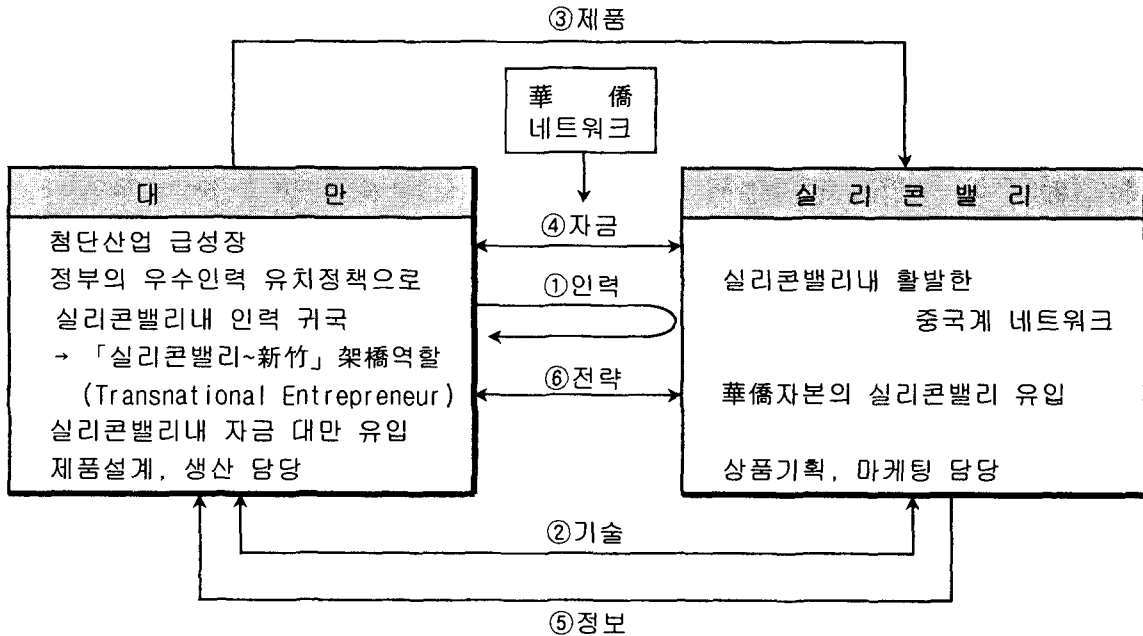 ③제품
華 僑
네트워크
대 만
첨단산업 급성장
정부의 우수인력 유치정책으로
실리콘밸리내 인력 귀국
→ 「실리콘밸리~新竹」架橋역할
(Transnational Entrepreneur)
실리콘밸리내 자금 대만 유입
제품설계, 생산 담당
④자금
①인력
⑥전략
실 리 콘 밸 리
실리콘밸리내 활발한
중국계 네트워크
華僑자본의 실리콘밸리 유입
상품기획, 마케팅 담당
②기술
⑤정보